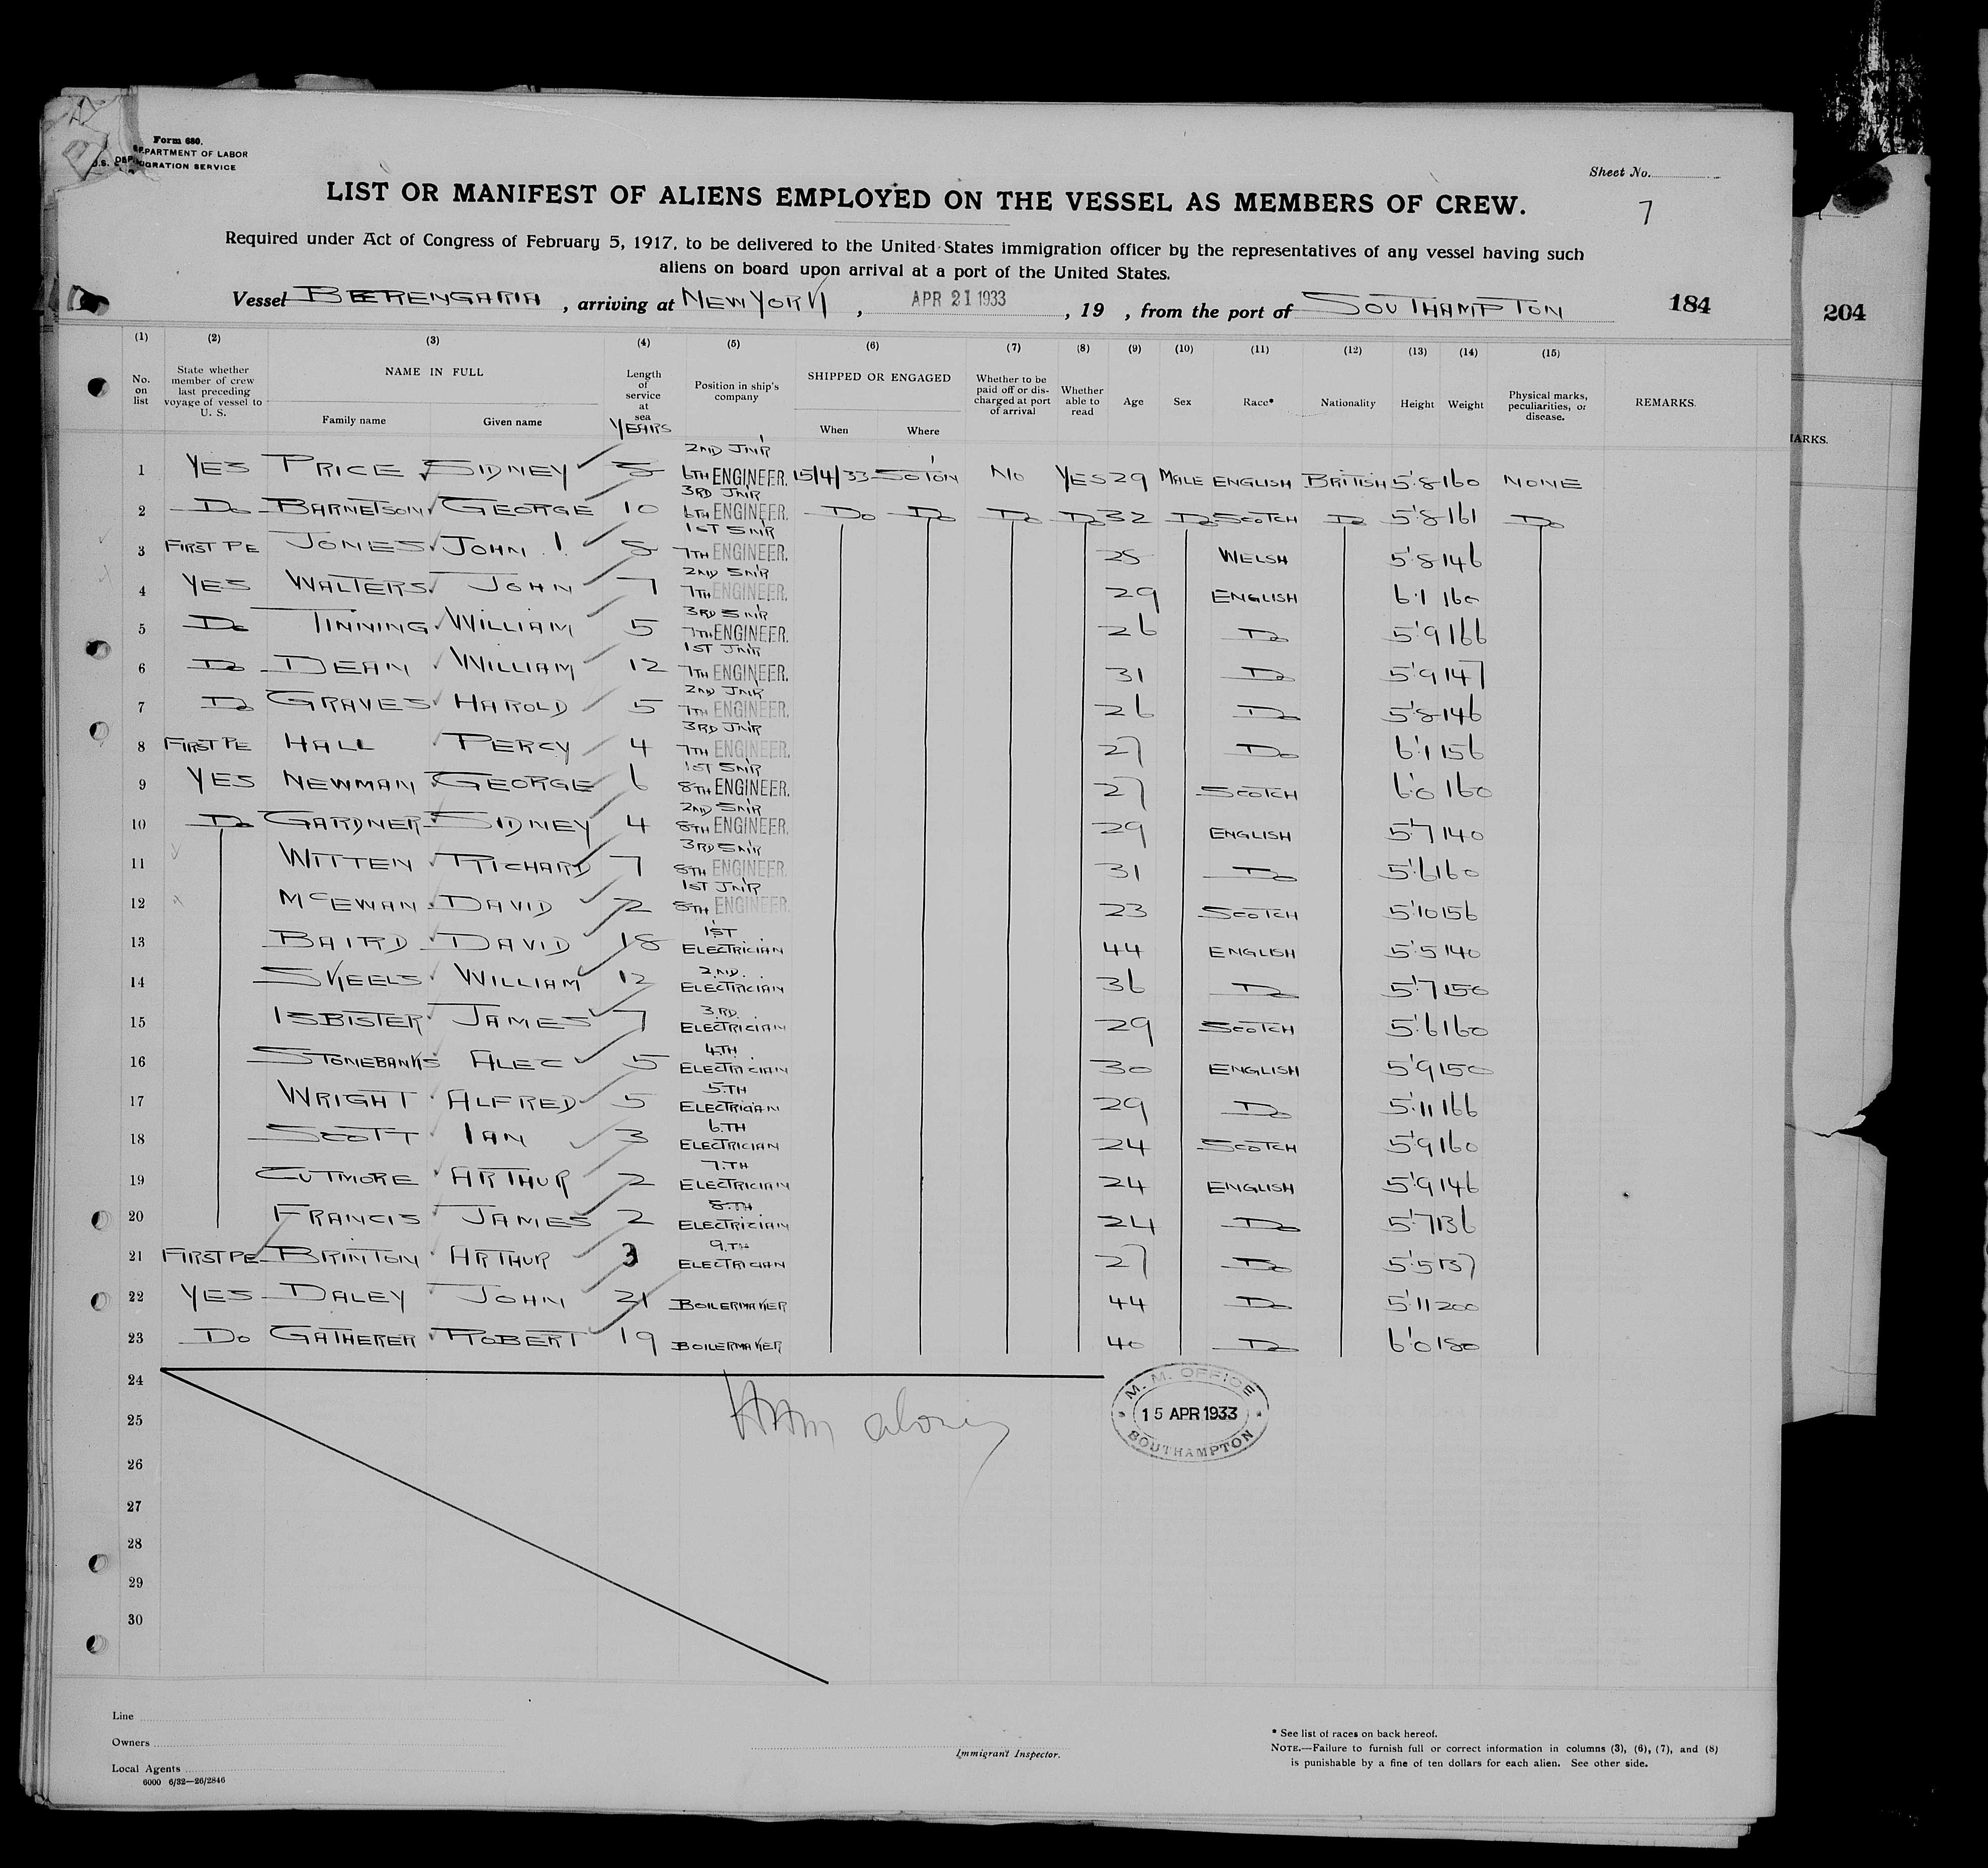 Form 680.
U.S. DEPARTMENT OF LABOR
IMMIGRATION SERVICE
Sheet No.
7
LIST OR MANIFEST OF ALIENS EMPLOYED ON THE VESSEL AS MEMBERS OF CREW.
Required under Act of Congress of February 5, 1917, to be delivered to the United States immigration officer by the representatives of any vessel having such
aliens on board upon arrival at a port of the United States.
Vessel BERENGARIA, arriving at NEW YORK, APR 21 1933, 19 , from the port of SOUTHAMPTON 184
204
(1) (2) (3) (4) (5) (6) (7) (8) (9) (10) (11) (12) (13) (14) (15)
No. on list State whether member of crew last preceding voyage of vessel to U. S. NAME IN FULL Family name Given name Length of service at sea YEARS Position in ship's company SHIPPED OR ENGAGED When Where Whether to be paid off or discharged at port of arrival Whether able to read Age Sex Race* Nationality Height Weight Physical marks, peculiarities, or disease. REMARKS.
ARKS.
1 YES PRICE SIDNEY 5 2ND JNR 6TH ENGINEER. 15/4/33 SOTON NO YES 29 MALE ENGLISH BRITISH 5'8 160 NONE
2 Do BARNETSON GEORGE 10 3RD JNR 6TH ENGINEER. Do Do Do Do 32 Do SCOTCH Do 5'8 161 Do
3 FIRST PE JONES JOHN I. 5 1ST SNR 7TH ENGINEER. 25 WELSH 5'8 146
4 YES WALTERS JOHN 7 2ND SNR 7TH ENGINEER. 29 ENGLISH 6'1 160
5 Do TINNING WILLIAM 5 3RD SNR 7TH ENGINEER. 26 Do 5'9 166
6 Do DEAN WILLIAM 12 1ST JNR 7TH ENGINEER. 31 Do 5'9 147
7 Do GRAVES HAROLD 5 2ND JNR 7TH ENGINEER. 26 Do 5'8 146
8 FIRST PE HALL PERCY 4 3RD JNR 7TH ENGINEER. 27 Do 6'1 156
9 YES NEWMAN GEORGE 6 1ST SNR 8TH ENGINEER. 27 SCOTCH 6'0 160
10 Do GARDNER SIDNEY 4 2ND SNR 8TH ENGINEER. 29 ENGLISH 5'7 140
11 WITTEN RICHARD 7 3RD SNR 8TH ENGINEER. 31 Do 5'6 160
12 McEWAN DAVID 2 1ST JNR 8TH ENGINEER. 23 SCOTCH 5'10 156
13 BAIRD DAVID 18 1ST ELECTRICIAN 44 ENGLISH 5'5 140
14 SKEELS WILLIAM 12 2ND. ELECTRICIAN 36 Do 5'7 150
15 ISBISTER JAMES 7 3.RD. ELECTRICIAN 29 SCOTCH 5'6 160
16 STONEBANKS ALEC 5 4.TH. ELECTRICIAN 30 ENGLISH 5'9 150
17 WRIGHT ALFRED 5 5.TH ELECTRICIAN 29 Do 5'11 166
18 SCOTT IAN 3 6.TH ELECTRICIAN 24 SCOTCH 5'9 160
19 CUTMORE ARTHUR 2 7.TH ELECTRICIAN 24 ENGLISH 5'9 146
20 FRANCIS JAMES 2 8.TH. ELECTRICIAN 24 Do 5'7 136
21 FIRST PE BRINTON ARTHUR 3 9.TH ELECTRICIAN 27 Do 5'5 137
22 YES DALEY JOHN 21 BOILERMAKER 44 Do 5'11 200
23 Do GATHERER ROBERT 19 BOILERMAKER 40 Do 6'0 180
24
25
26
27
28
29
30
M. M. OFFICE
15 APR 1933
SOUTHAMPTON
Line
Owners
Local Agents
6000 6/32—26/2846
Immigrant Inspector.
* See list of races on back hereof.
NOTE.—Failure to furnish full or correct information in columns (3), (6), (7), and (8)
is punishable by a fine of ten dollars for each alien. See other side.